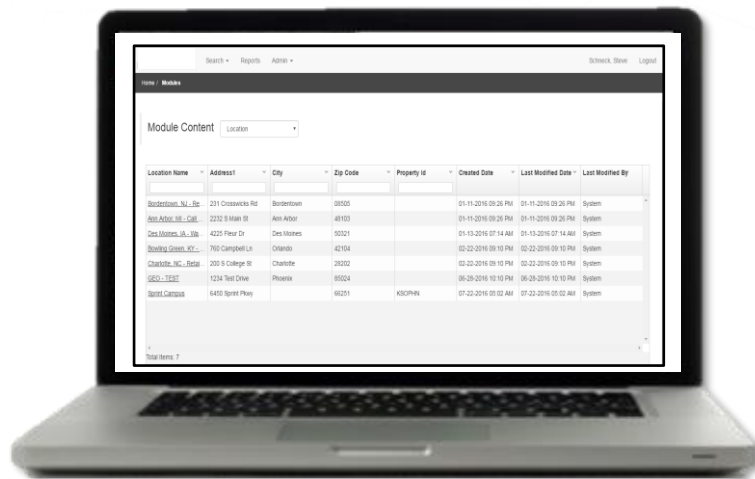 Search Reports Admin Schneck, Steve Logout
Home / Modules
Module Content Location
Location Name Address1 City Zip Code Property Id Created Date Last Modified Date Last Modified By
Bordentown, NJ - Re... 231 Crosswicks Rd Bordentown 08505 01-11-2016 09:26 PM 01-11-2016 09:26 PM System
Ann Arbor, MI - Call... 2232 S Main St Ann Arbor 48103 01-11-2016 09:26 PM 01-11-2016 09:26 PM System
Des Moines, IA - Wa... 4225 Fleur Dr Des Moines 50321 01-13-2016 07:14 AM 01-13-2016 07:14 AM System
Bowling Green, KY - ... 760 Campbell Ln Orlando 42104 02-22-2016 09:10 PM 02-22-2016 09:10 PM System
Charlotte, NC - Retai... 200 S College St Charlotte 28202 02-22-2016 09:10 PM 02-22-2016 09:10 PM System
GEO - TEST 1234 Test Drive Phoenix 85024 06-28-2016 10:10 PM 06-28-2016 10:10 PM System
Sprint Campus 6450 Sprint Pkwy 66251 KSOPHN 07-22-2016 05:02 AM 07-22-2016 05:02 AM System
Total Items: 7